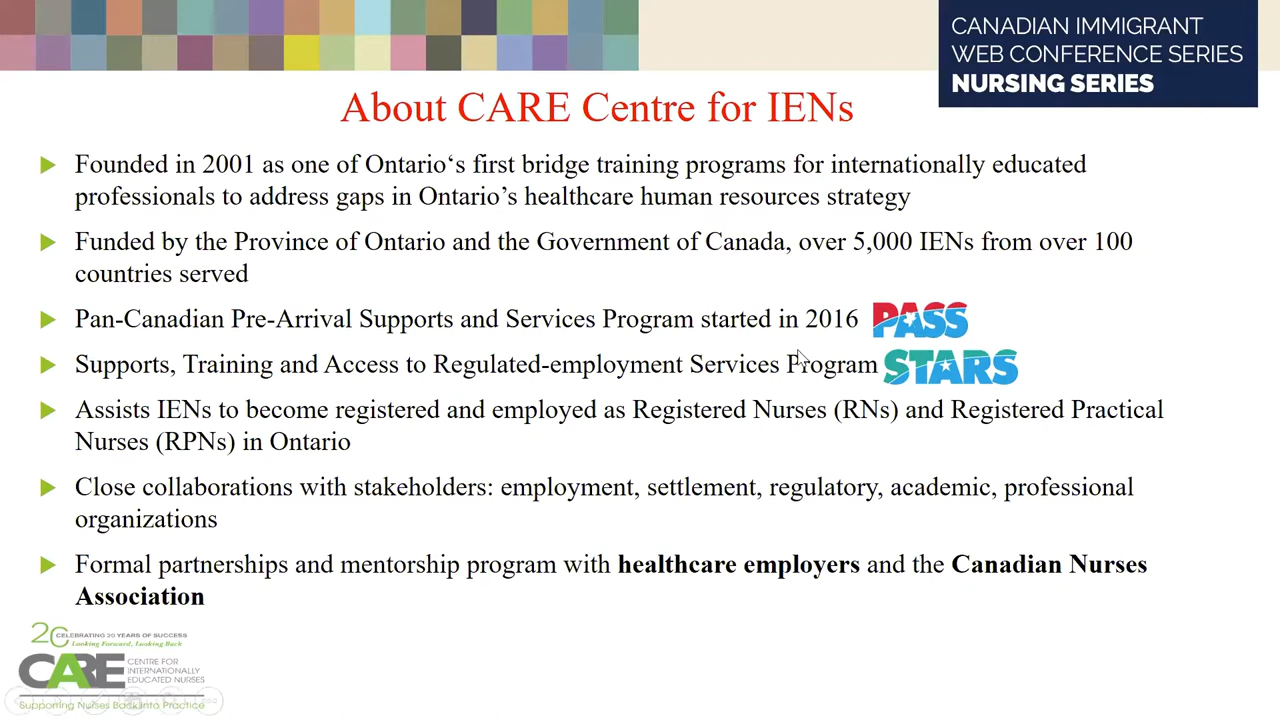 CANADIAN IMMIGRANT
WEB CONFERENCE SERIES
NURSING SERIES
About CARE Centre for IENs
Founded in 2001 as one of Ontario‘s first bridge training programs for internationally educated
professionals to address gaps in Ontario’s healthcare human resources strategy
Funded by the Province of Ontario and the Government of Canada, over 5,000 IENs from over 100
countries served
Pan-Canadian Pre-Arrival Supports and Services Program started in 2016 PASS
Supports, Training and Access to Regulated-employment Services Program STARS
Assists IENs to become registered and employed as Registered Nurses (RNs) and Registered Practical
Nurses (RPNs) in Ontario
Close collaborations with stakeholders: employment, settlement, regulatory, academic, professional
organizations
Formal partnerships and mentorship program with healthcare employers and the Canadian Nurses
Association
20 CELEBRATING 20 YEARS OF SUCCESS
Looking Forward, Looking Back
CARE CENTRE FOR
INTERNATIONALLY
EDUCATED NURSES
Supporting Nurses Back into Practice